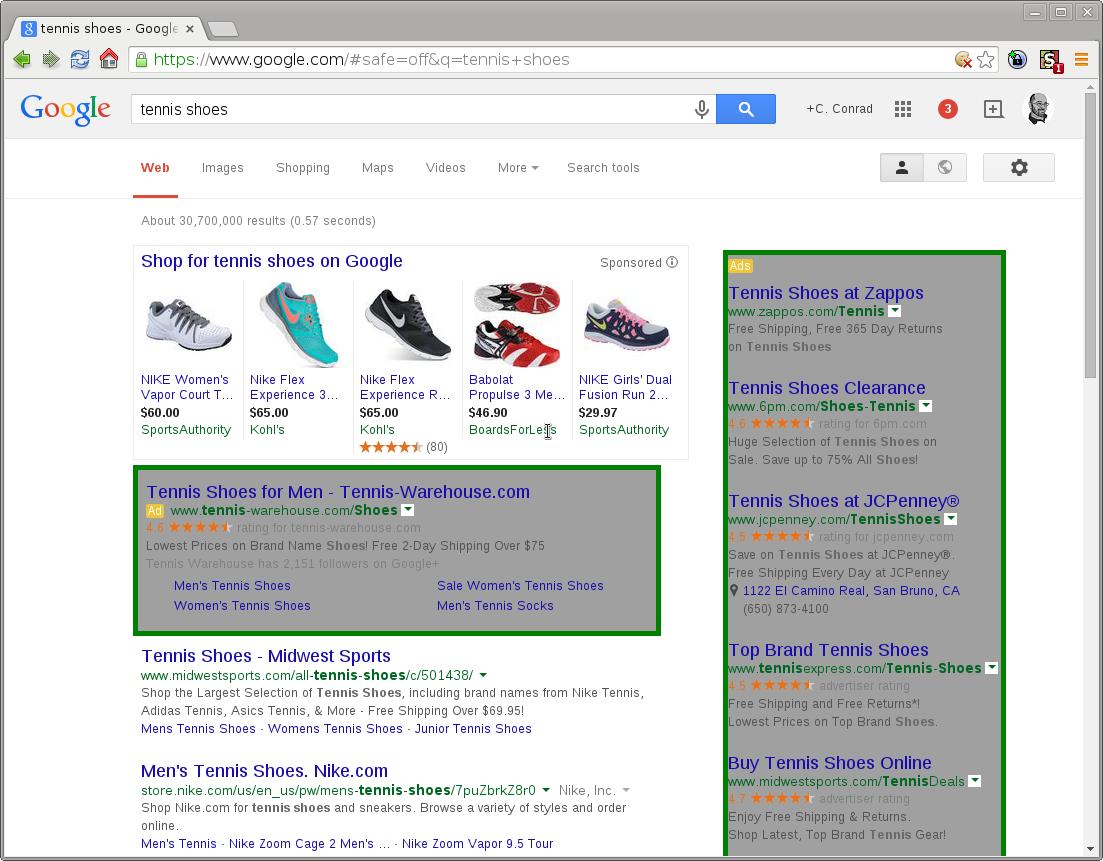 tennis shoes - Google
https://www.google.com/#safe=off&q=tennis+shoes
1
Google
tennis shoes
+C. Conrad
3
Web
Images
Shopping
Maps
Videos
More
Search tools
About 30,700,000 results (0.57 seconds)
Shop for tennis shoes on Google
Sponsored
NIKE Women's
Vapor Court T...
$60.00
SportsAuthority
Nike Flex
Experience 3...
$65.00
Kohl's
Nike Flex
Experience R...
$65.00
Kohl's
(80)
Babolat
Propulse 3 Me...
$46.90
BoardsForLess
NIKE Girls' Dual
Fusion Run 2...
$29.97
SportsAuthority
Tennis Shoes for Men - Tennis-Warehouse.com
Ad www.tennis-warehouse.com/Shoes
4.6 rating for tennis-warehouse.com
Lowest Prices on Brand Name Shoes! Free 2-Day Shipping Over $75
Tennis Warehouse has 2,151 followers on Google+
Men's Tennis Shoes
Sale Women's Tennis Shoes
Women's Tennis Shoes
Men's Tennis Socks
Tennis Shoes - Midwest Sports
www.midwestsports.com/all-tennis-shoes/c/501438/
Shop the Largest Selection of Tennis Shoes, including brand names from Nike Tennis,
Adidas Tennis, Asics Tennis, & More - Free Shipping Over $69.95!
Mens Tennis Shoes - Womens Tennis Shoes - Junior Tennis Shoes
Men's Tennis Shoes. Nike.com
store.nike.com/us/en_us/pw/mens-tennis-shoes/7puZbrkZ8r0 Nike, Inc.
Shop Nike.com for tennis shoes and sneakers. Browse a variety of styles and order
online.
Men's Tennis - Nike Zoom Cage 2 Men's ... - Nike Zoom Vapor 9.5 Tour
Ads
Tennis Shoes at Zappos
www.zappos.com/Tennis
Free Shipping, Free 365 Day Returns
on Tennis Shoes
Tennis Shoes Clearance
www.6pm.com/Shoes-Tennis
4.6 rating for 6pm.com
Huge Selection of Tennis Shoes on
Sale. Save up to 75% All Shoes!
Tennis Shoes at JCPenney®
www.jcpenney.com/TennisShoes
4.5 rating for jcpenney.com
Save on Tennis Shoes at JCPenney®.
Free Shipping Every Day at JCPenney
1122 El Camino Real, San Bruno, CA
(650) 873-4100
Top Brand Tennis Shoes
www.tennisexpress.com/Tennis-Shoes
4.5 advertiser rating
Free Shipping and Free Returns*!
Lowest Prices on Top Brand Shoes.
Buy Tennis Shoes Online
www.midwestsports.com/TennisDeals
4.7 advertiser rating
Enjoy Free Shipping & Returns.
Shop Latest, Top Brand Tennis Gear!